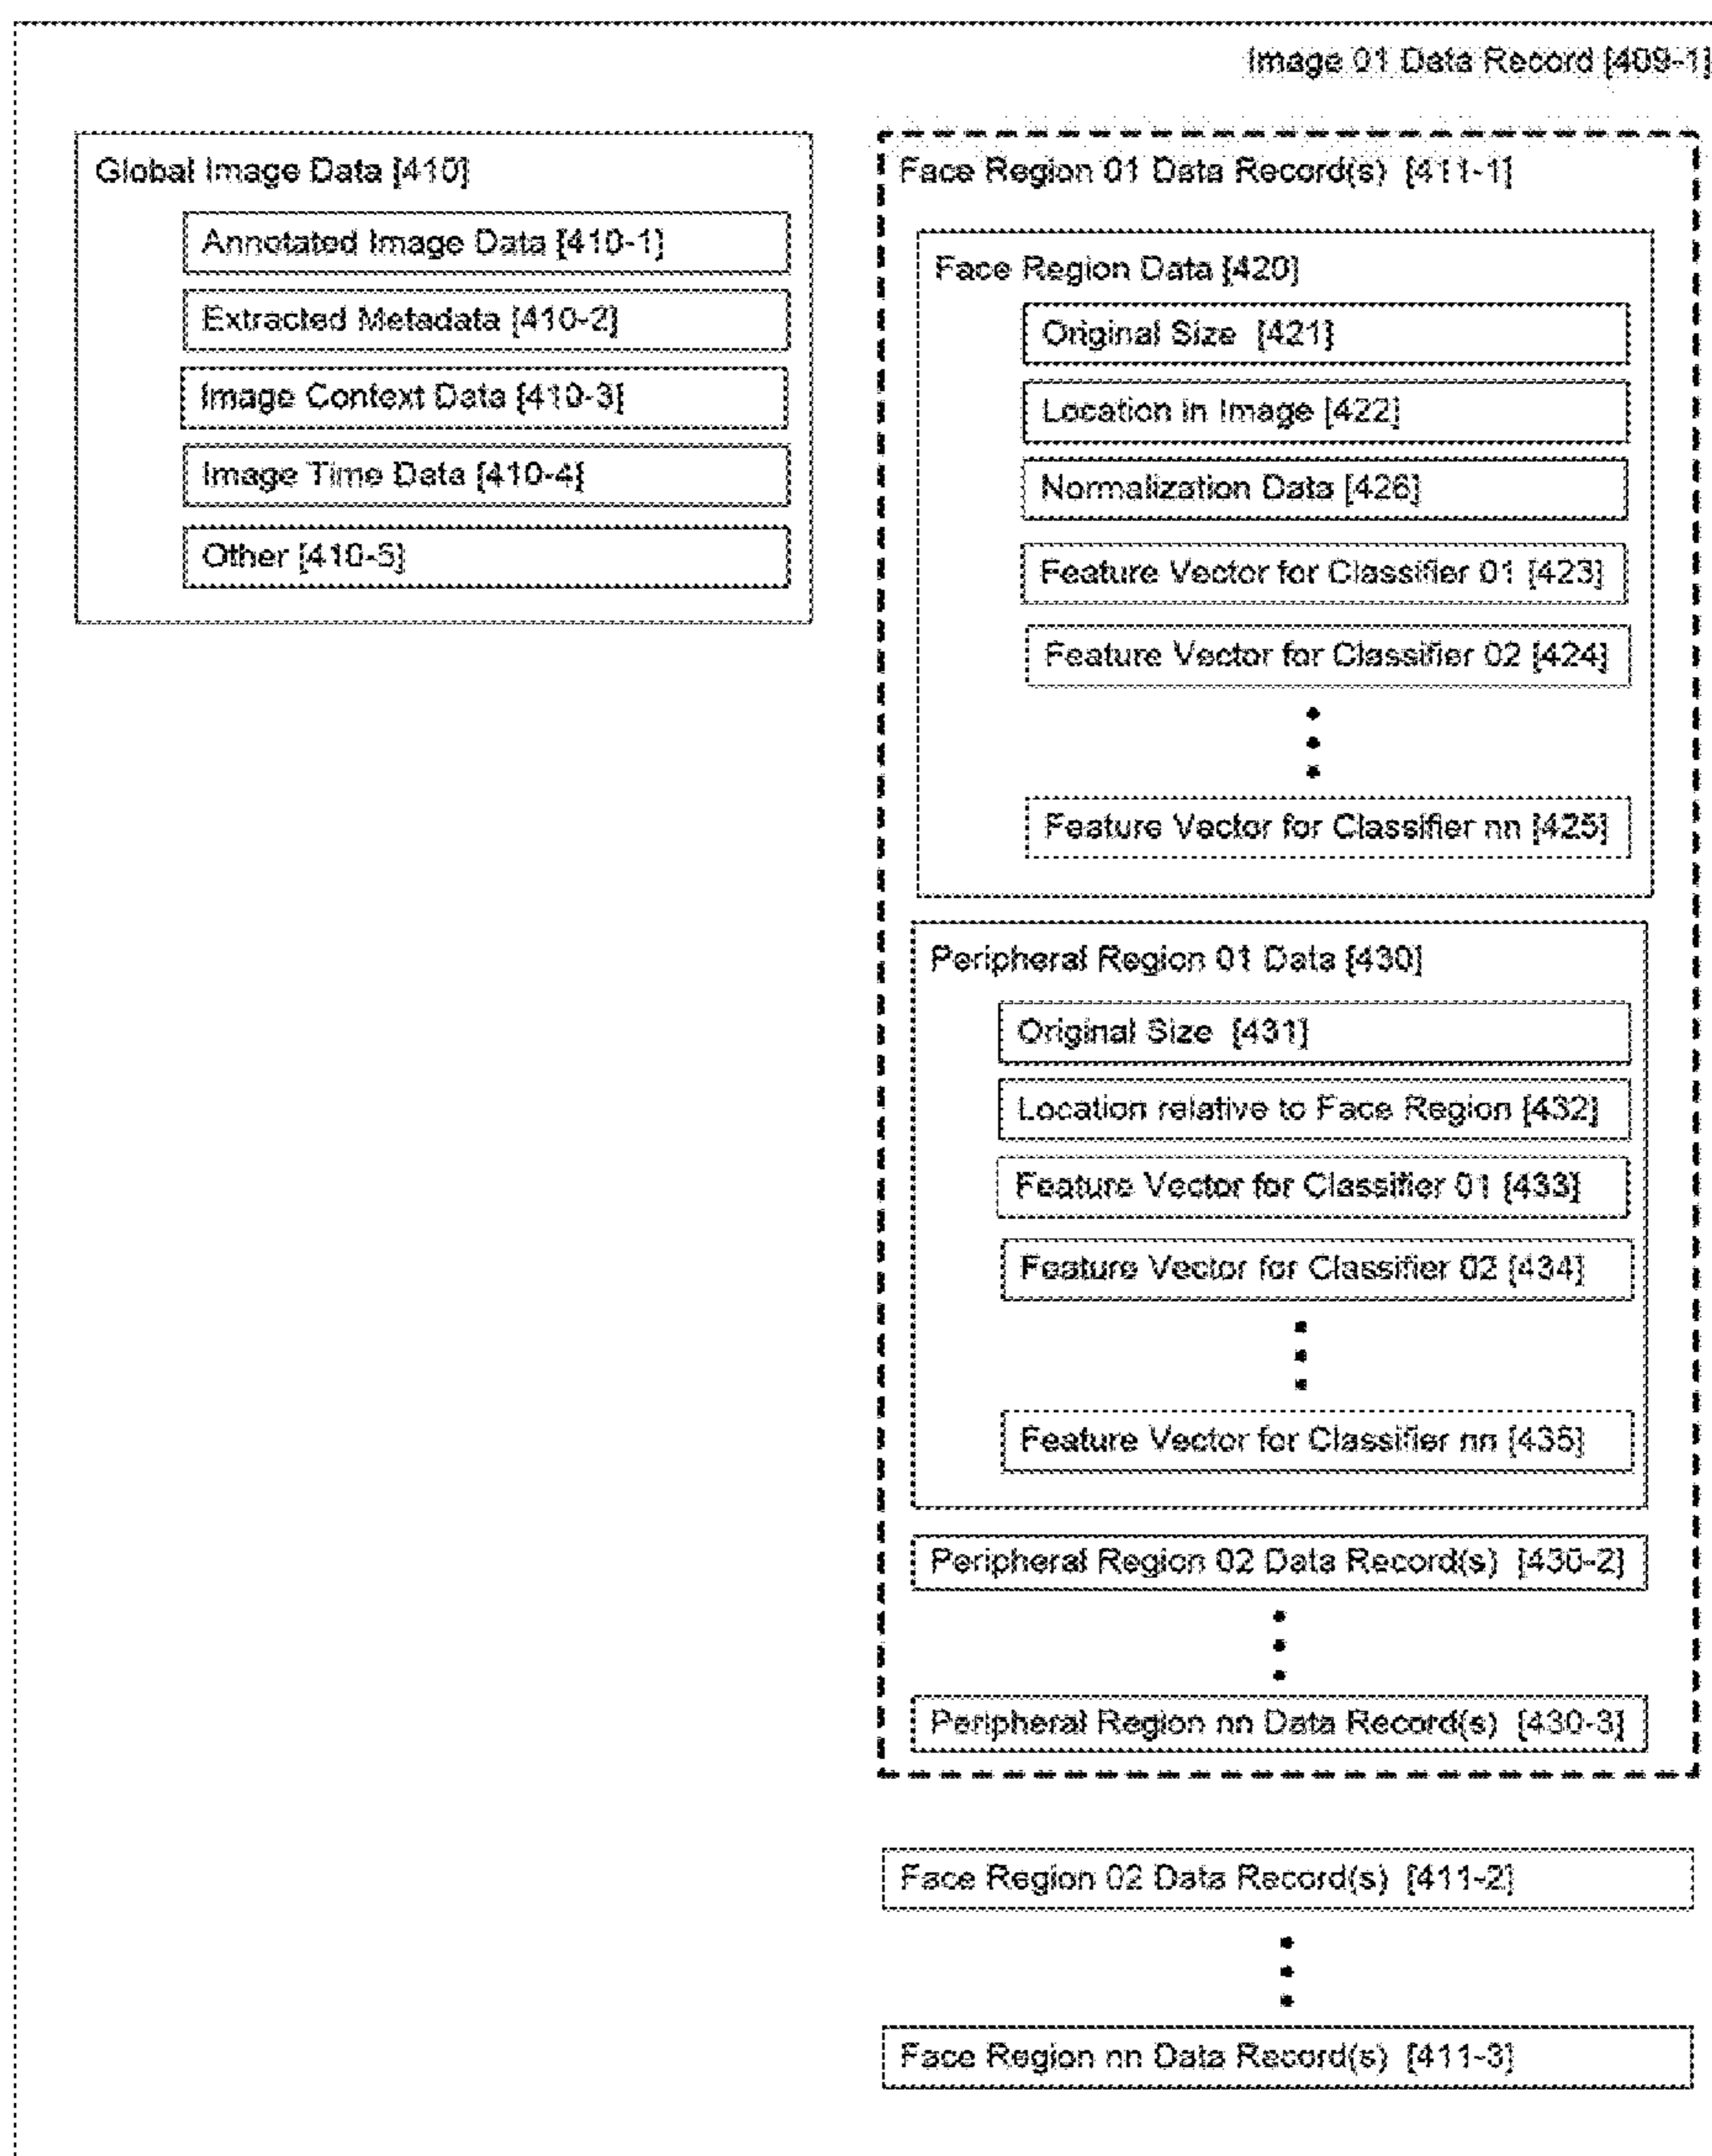 Image 01 Data Record [409-1]
Global Image Data [410]
Annotated Image Data [410-1]
Extracted Metadata [410-2]
Image Context Data [410-3]
Image Time Data [410-4]
Other [410-5]
Face Region 01 Data Record(s) [411-1]
Face Region Data [420]
Original Size [421]
Location in Image [422]
Normalization Data [426]
Feature Vector for Classifier 01 [423]
Feature Vector for Classifier 02 [424]
Feature Vector for Classifier nn [425]
Peripheral Region 01 Data [430]
Original Size [431]
Location relative to Face Region [432]
Feature Vector for Classifier 01 [433]
Feature Vector for Classifier 02 [434]
Feature Vector for Classifier nn [435]
Peripheral Region 02 Data Record(s) [430-2]
Peripheral Region nn Data Record(s) [430-3]
Face Region 02 Data Record(s) [411-2]
Face Region nn Data Record(s) [411-3]